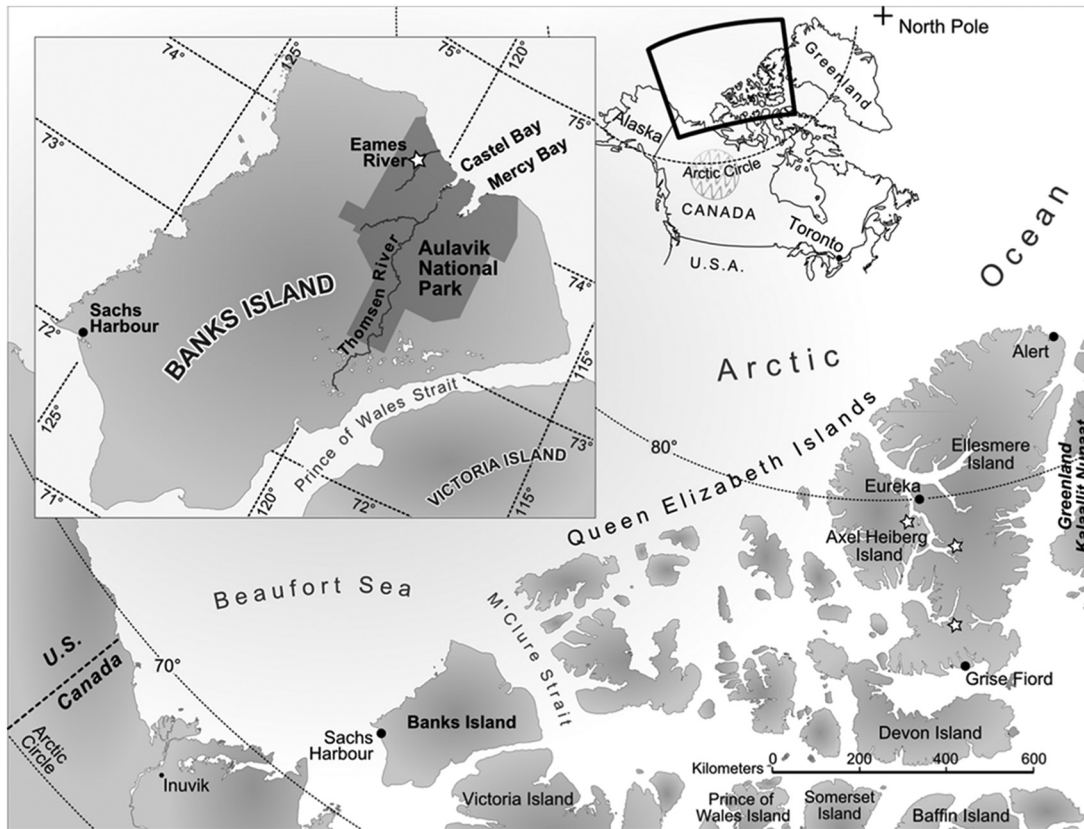 North Pole
Greenland
Alaska
Arctic Circle
CANADA
Toronto
U.S.A.
74°
125°
75°
120°
75°
73°
Eames
River
Castel Bay
Mercy Bay
Aulavik
National
Park
Thomsen River
BANKS ISLAND
Sachs
Harbour
72°
74°
125°
115°
Prince of Wales Strait
73°
VICTORIA ISLAND
71°
120°
72°
115°
Arctic
Ocean
80°
Queen Elizabeth Islands
Alert
Ellesmere
Island
Eureka
Axel Heiberg
Island
Greenland
Kalaallit Nunaat
Beaufort Sea
M'Clure Strait
U.S.
Canada
70°
Arctic
Circle
Grise Fiord
Banks Island
Sachs
Harbour
Devon Island
Inuvik
Kilometers
0
200
400
600
Victoria Island
Prince of
Wales Island
Somerset
Island
Baffin Island